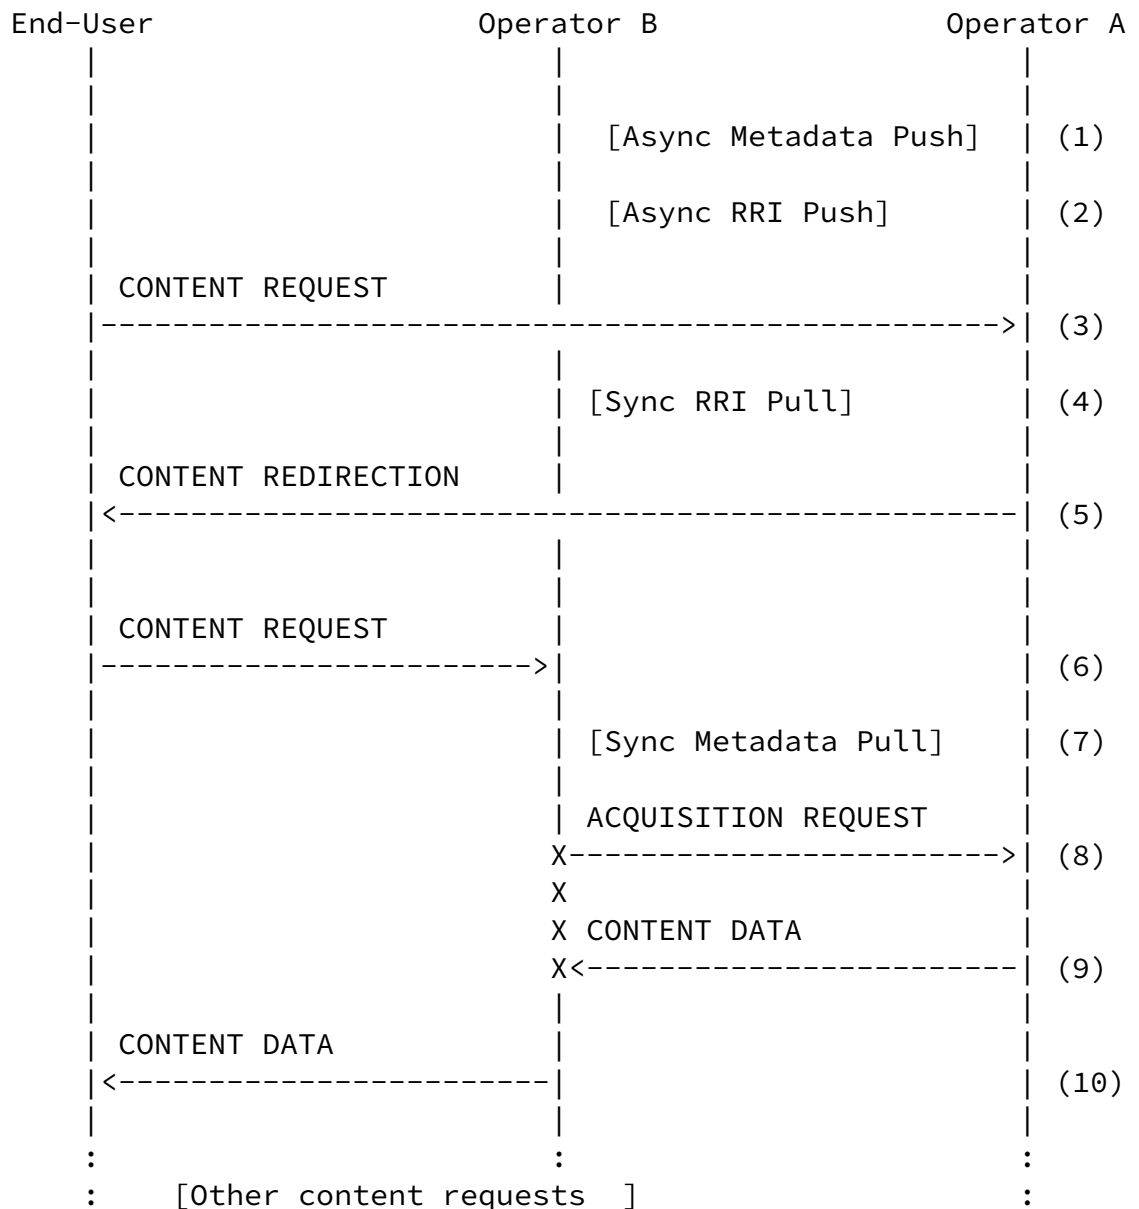 End-User Operator B Operator A
[Async Metadata Push] (1)
[Async RRI Push] (2)
CONTENT REQUEST
(3)
[Sync RRI Pull] (4)
CONTENT REDIRECTION
(5)
CONTENT REQUEST
(6)
[Sync Metadata Pull] (7)
ACQUISITION REQUEST
X (8)
X
X CONTENT DATA
X (9)
CONTENT DATA
(10)
: : :
: [Other content requests ] :